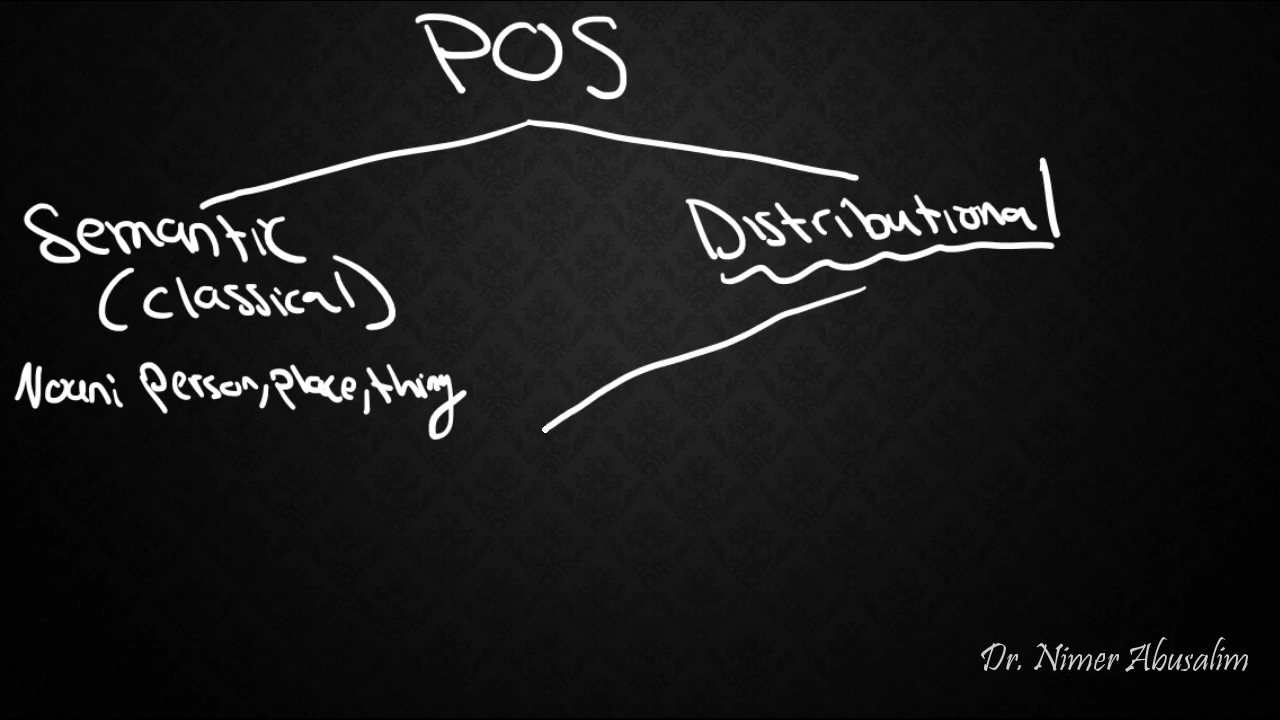 POS
Semantic
(classical)
Distributional
Noun: Person, place, thing
Dr. Nimer Abusalim